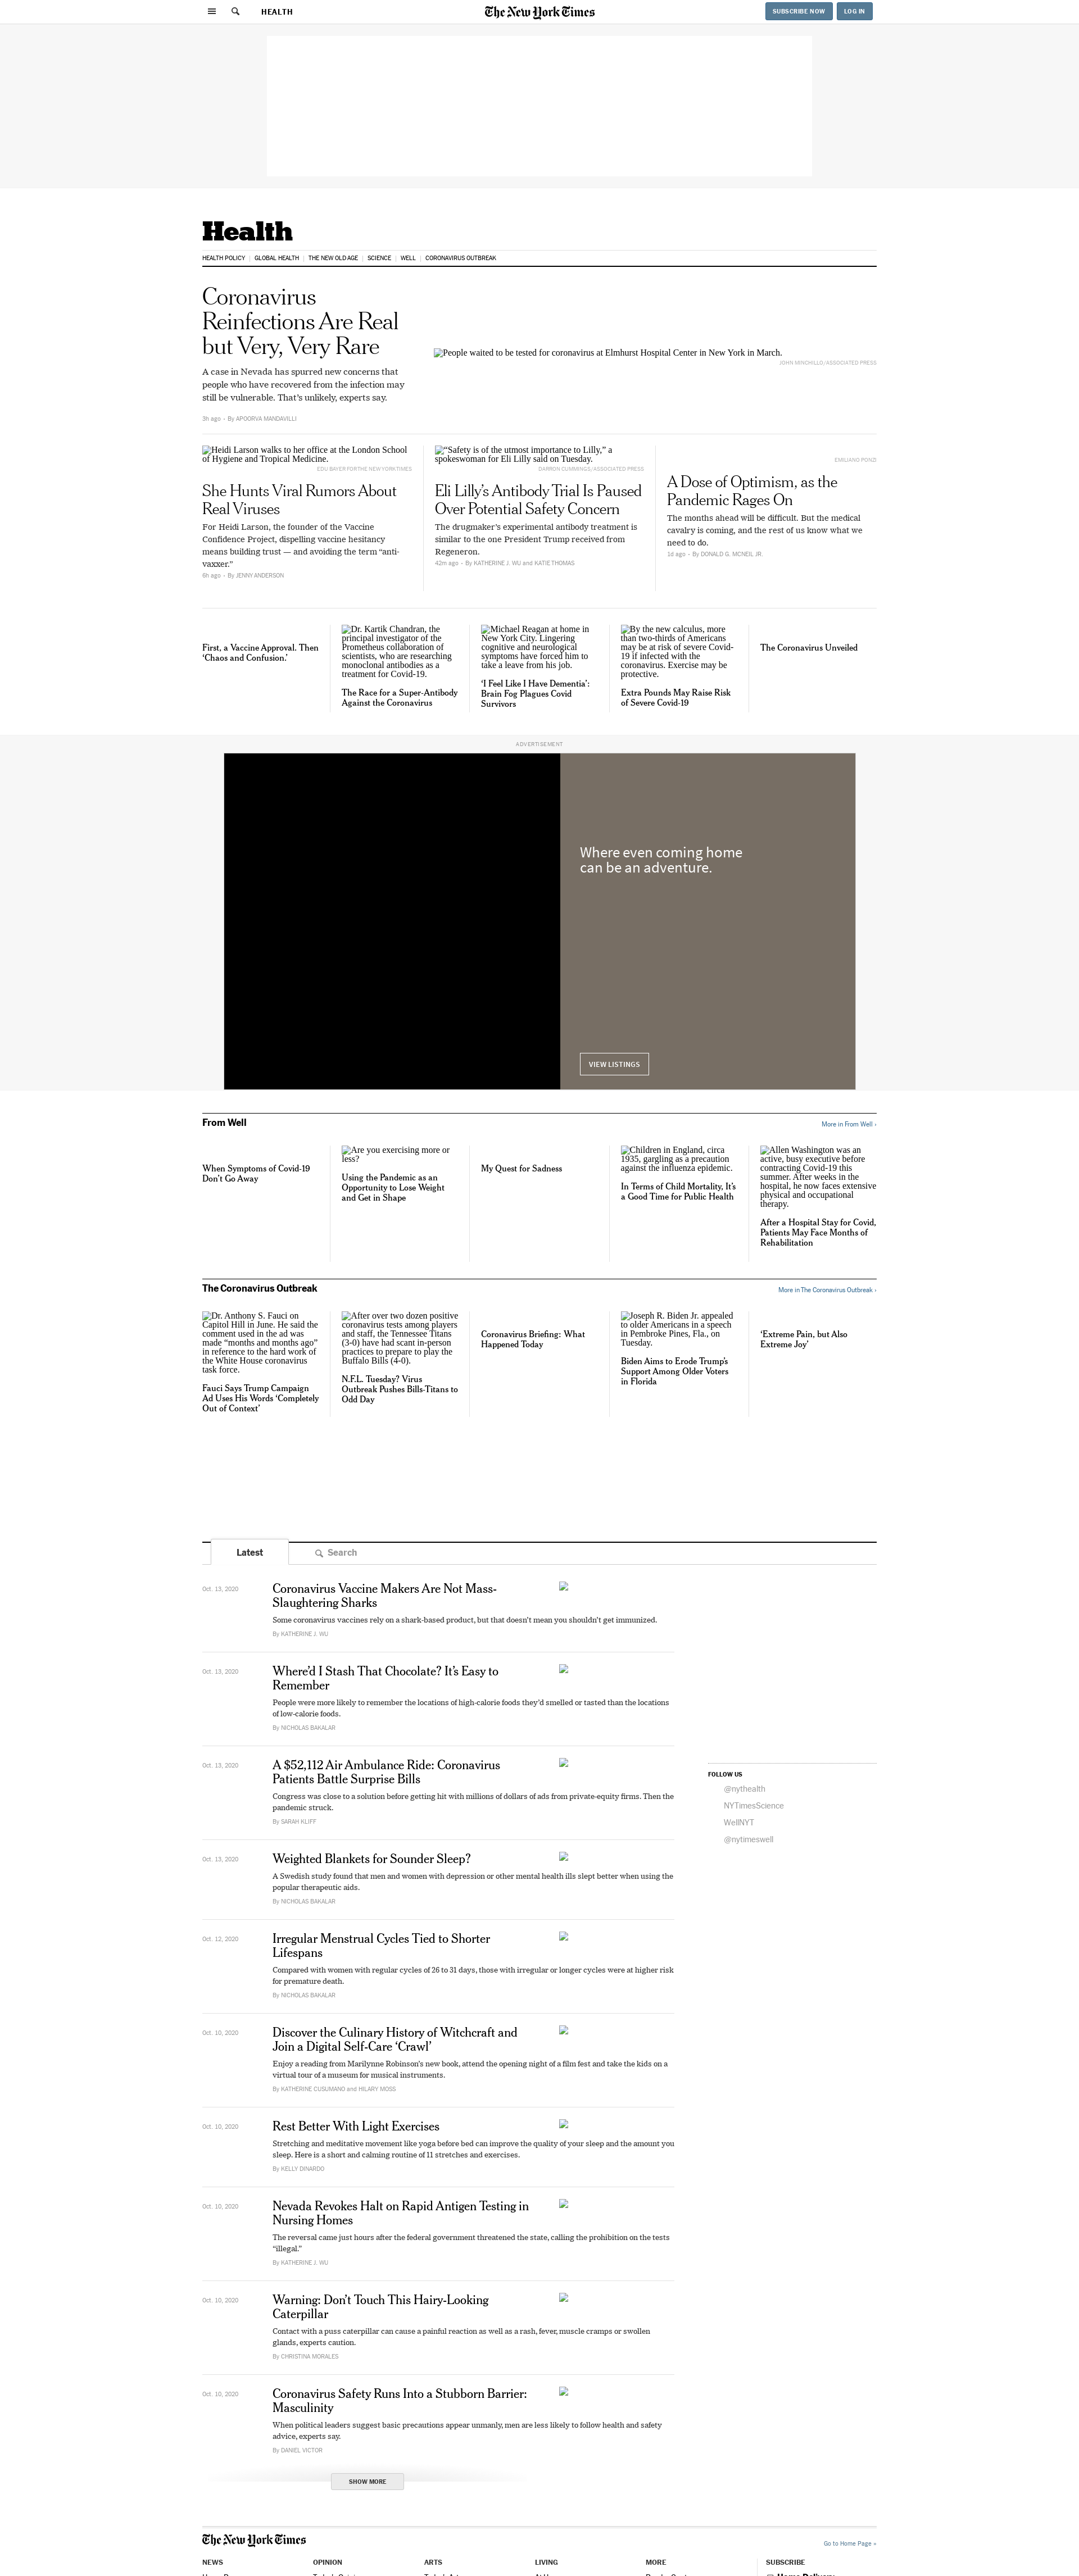 HEALTH
The New York Times
SUBSCRIBE NOW
LOG IN
Health
HEALTH POLICY
GLOBAL HEALTH
THE NEW OLD AGE
SCIENCE
WELL
CORONAVIRUS OUTBREAK
Coronavirus
Reinfections Are Real
but Very, Very Rare
A case in Nevada has spurred new concerns that
people who have recovered from the infection may
still be vulnerable. That's unlikely, experts say.
3h ago - By APOORVA MANDAVILLI
People waited to be tested for coronavirus at Elmhurst Hospital Center in New York in March.
JOHN MINCHILLO/ASSOCIATED PRESS
Heidi Larson walks to her office at the London School
of Hygiene and Tropical Medicine.
EDU BAYER FOR THE NEW YORK TIMES
She Hunts Viral Rumors About
Real Viruses
For Heidi Larson, the founder of the Vaccine
Confidence Project, dispelling vaccine hesitancy
means building trust — and avoiding the term "anti-
vaxxer."
6h ago - By JENNY ANDERSON
"Safety is of the utmost importance to Lilly," a
spokeswoman for Eli Lilly said on Tuesday.
DARRON CUMMINGS/ASSOCIATED PRESS
Eli Lilly's Antibody Trial Is Paused
Over Potential Safety Concern
The drugmaker's experimental antibody treatment is
similar to the one President Trump received from
Regeneron.
42m ago - By KATHERINE J. WU and KATIE THOMAS
EMILIANO PONZI
A Dose of Optimism, as the
Pandemic Rages On
The months ahead will be difficult. But the medical
cavalry is coming, and the rest of us know what we
need to do.
1d ago - By DONALD G. MCNEIL JR.
First, a Vaccine Approval. Then
'Chaos and Confusion.'
Dr. Kartik Chandran, the
principal investigator of the
Prometheus collaboration of
scientists, who are researching
monoclonal antibodies as a
treatment for Covid-19.
The Race for a Super-Antibody
Against the Coronavirus
Michael Reagan at home in
New York City. Lingering
cognitive and neurological
symptoms have forced him to
take a leave from his job.
'I Feel Like I Have Dementia':
Brain Fog Plagues Covid
Survivors
By the new calculus, more
than two-thirds of Americans
may be at risk of severe Covid-
19 if infected with the
coronavirus. Exercise may be
protective.
Extra Pounds May Raise Risk
of Severe Covid-19
The Coronavirus Unveiled
ADVERTISEMENT
Where even coming home
can be an adventure.
VIEW LISTINGS
From Well
More in From Well ›
When Symptoms of Covid-19
Don't Go Away
Are you exercising more or
less?
Using the Pandemic as an
Opportunity to Lose Weight
and Get in Shape
My Quest for Sadness
Children in England, circa
1935, gargling as a precaution
against the influenza epidemic.
In Terms of Child Mortality, It's
a Good Time for Public Health
Allen Washington was an
active, busy executive before
contracting Covid-19 this
summer. After weeks in the
hospital, he now faces extensive
physical and occupational
therapy.
After a Hospital Stay for Covid,
Patients May Face Months of
Rehabilitation
The Coronavirus Outbreak
More in The Coronavirus Outbreak ›
Dr. Anthony S. Fauci on
Capitol Hill in June. He said the
comment used in the ad was
made "months and months ago"
in reference to the hard work of
the White House coronavirus
task force.
Fauci Says Trump Campaign
Ad Uses His Words 'Completely
Out of Context'
After over two dozen positive
coronavirus tests among players
and staff, the Tennessee Titans
(3-0) have had scant in-person
practices to prepare to play the
Buffalo Bills (4-0).
N.F.L. Tuesday? Virus
Outbreak Pushes Bills-Titans to
Odd Day
Coronavirus Briefing: What
Happened Today
Joseph R. Biden Jr. appealed
to older Americans in a speech
in Pembroke Pines, Fla., on
Tuesday.
Biden Aims to Erode Trump's
Support Among Older Voters
in Florida
'Extreme Pain, but Also
Extreme Joy'
Latest
Search
Oct. 13, 2020
Coronavirus Vaccine Makers Are Not Mass-
Slaughtering Sharks
Some coronavirus vaccines rely on a shark-based product, but that doesn't mean you shouldn't get immunized.
By KATHERINE J. WU
Oct. 13, 2020
Where'd I Stash That Chocolate? It's Easy to
Remember
People were more likely to remember the locations of high-calorie foods they'd smelled or tasted than the locations
of low-calorie foods.
By NICHOLAS BAKALAR
Oct. 13, 2020
A $52,112 Air Ambulance Ride: Coronavirus
Patients Battle Surprise Bills
Congress was close to a solution before getting hit with millions of dollars of ads from private-equity firms. Then the
pandemic struck.
By SARAH KLIFF
Oct. 13, 2020
Weighted Blankets for Sounder Sleep?
A Swedish study found that men and women with depression or other mental health ills slept better when using the
popular therapeutic aids.
By NICHOLAS BAKALAR
Oct. 12, 2020
Irregular Menstrual Cycles Tied to Shorter
Lifespans
Compared with women with regular cycles of 26 to 31 days, those with irregular or longer cycles were at higher risk
for premature death.
By NICHOLAS BAKALAR
Oct. 10, 2020
Discover the Culinary History of Witchcraft and
Join a Digital Self-Care 'Crawl'
Enjoy a reading from Marilynne Robinson's new book, attend the opening night of a film fest and take the kids on a
virtual tour of a museum for musical instruments.
By KATHERINE CUSUMANO and HILARY MOSS
Oct. 10, 2020
Rest Better With Light Exercises
Stretching and meditative movement like yoga before bed can improve the quality of your sleep and the amount you
sleep. Here is a short and calming routine of 11 stretches and exercises.
By KELLY DINARDO
Oct. 10, 2020
Nevada Revokes Halt on Rapid Antigen Testing in
Nursing Homes
The reversal came just hours after the federal government threatened the state, calling the prohibition on the tests
"illegal."
By KATHERINE J. WU
Oct. 10, 2020
Warning: Don't Touch This Hairy-Looking
Caterpillar
Contact with a puss caterpillar can cause a painful reaction as well as a rash, fever, muscle cramps or swollen
glands, experts caution.
By CHRISTINA MORALES
Oct. 10, 2020
Coronavirus Safety Runs Into a Stubborn Barrier:
Masculinity
When political leaders suggest basic precautions appear unmanly, men are less likely to follow health and safety
advice, experts say.
By DANIEL VICTOR
SHOW MORE
FOLLOW US
@nythealth
NYTimesScience
WellNYT
@nytimeswell
The New York Times
Go to Home Page »
NEWS
OPINION
ARTS
LIVING
MORE
SUBSCRIBE